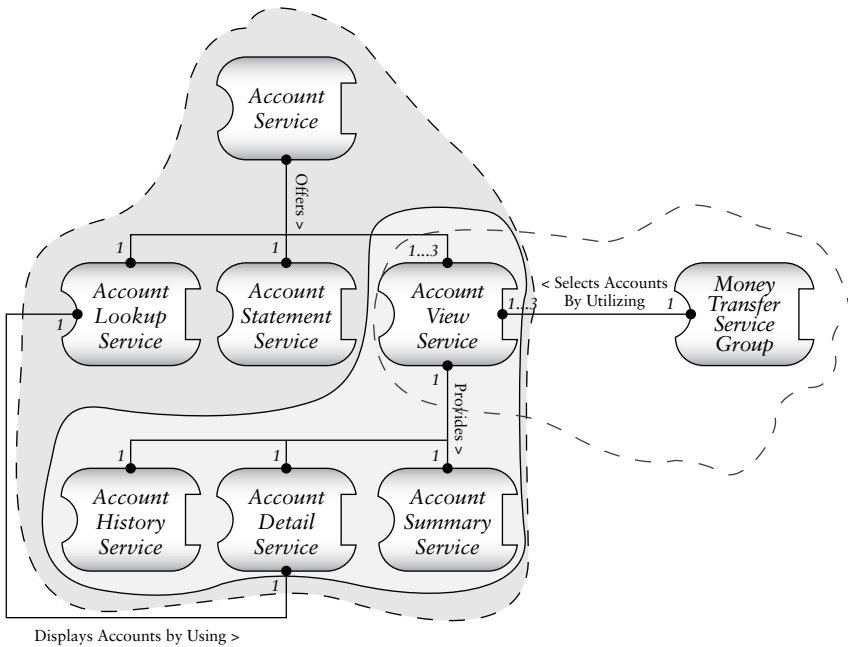 Account
Service
Offers >
1
1
1...3
Account
Lookup
Service
1
Account
Statement
Service
Account
View
Service
1...3
< Selects Accounts
By Utilizing
1
Money
Transfer
Service
Group
1
Provides >
1
1
1
Account
History
Service
Account
Detail
Service
Account
Summary
Service
1
Displays Accounts by Using >